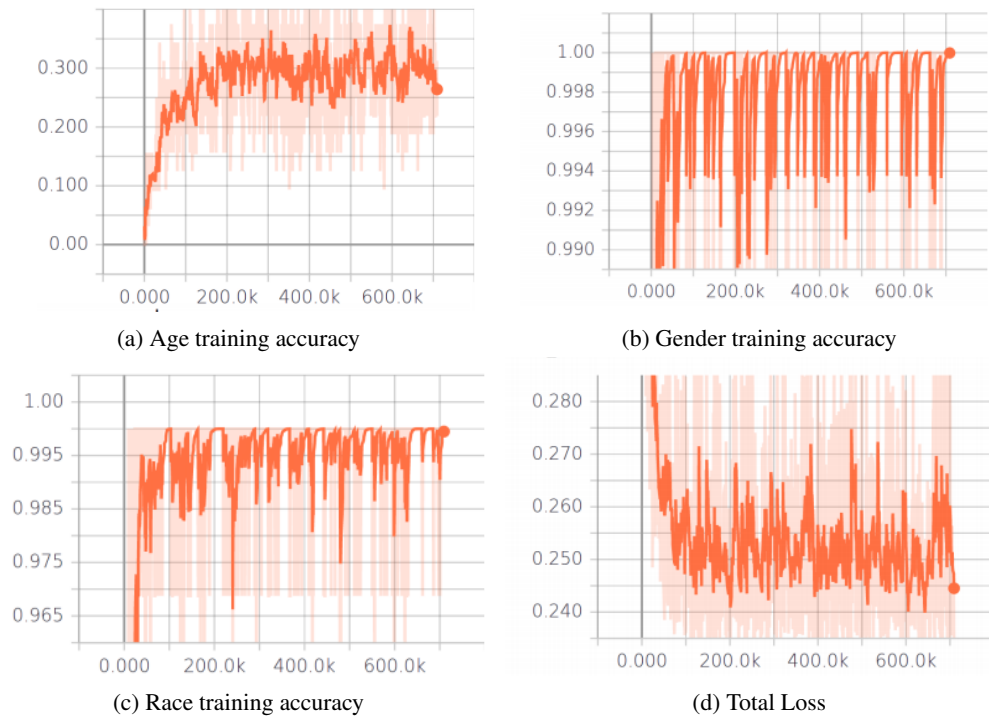 0.300
0.200
0.100
0.00
0.000 200.0k 400.0k 600.0k
(a) Age training accuracy
1.00
0.998
0.996
0.994
0.992
0.990
0.000 200.0k 400.0k 600.0k
(b) Gender training accuracy
1.00
0.995
0.985
0.975
0.965
0.000 200.0k 400.0k 600.0k
(c) Race training accuracy
0.280
0.270
0.260
0.250
0.240
0.000 200.0k 400.0k 600.0k
(d) Total Loss